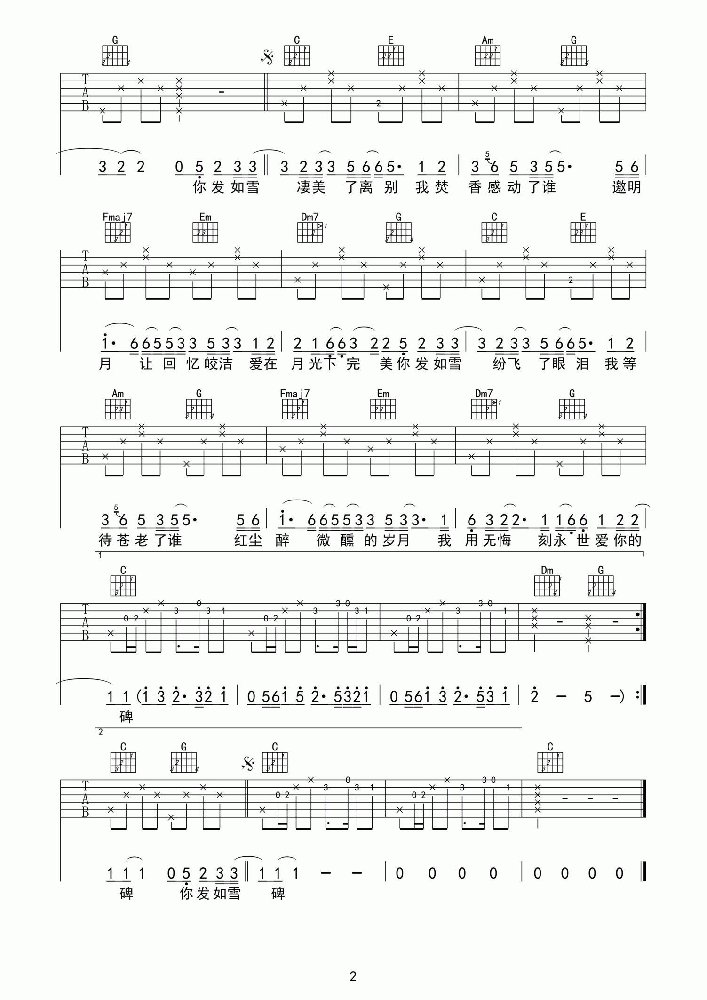 G C E Am G
T A B 2
3 2 2 0 5 2 3 3 3 2 3 3 5 6 6 5· 1 2 3 5 6 5 3 5 5· 5 6
你发如雪 凄美 了离 别 我焚 香感动了谁 邀明
Fmaj7 Em Dm7 G C E
T A B 2
1· 6 6 5 5 3 3 5 3 3 1 2 2 1 6 6 3 2 2 5 2 3 3 3 2 3 3 5 6 6 5· 1 2
月 让 回 忆皎洁 爱在 月光下 完 美你发如雪 纷飞 了眼 泪 我等
Am G Fmaj7 Em Dm7 G
T A B
3 5 6 5 3 5 5· 5 6 1· 6 6 5 5 3 3 5 3 3· 1 6 3 2 2· 1 1 6 6 1 2 2
待苍老了谁 红尘 醉 微 醺 的岁月 我 用无悔 刻永 世爱你的
1
C Dm G
T A B 0 2 3 0 3 1 0 2 3 3 0 3 1 0 2 3 3 0 1
1 1 (1 3 2· 3 2 1 0 5 6 1 5 2· 5 3 2 1 0 5 6 1 3 2· 5 3 1 2 – 5 –)
碑
2
C G C C
T A B 0 2 3 0 3 1 0 2 3 3 0 1
1 1 1 0 5 2 3 3 1 1 1 – – 0 0 0 0 0 0 0 0
碑 你发如雪 碑
2